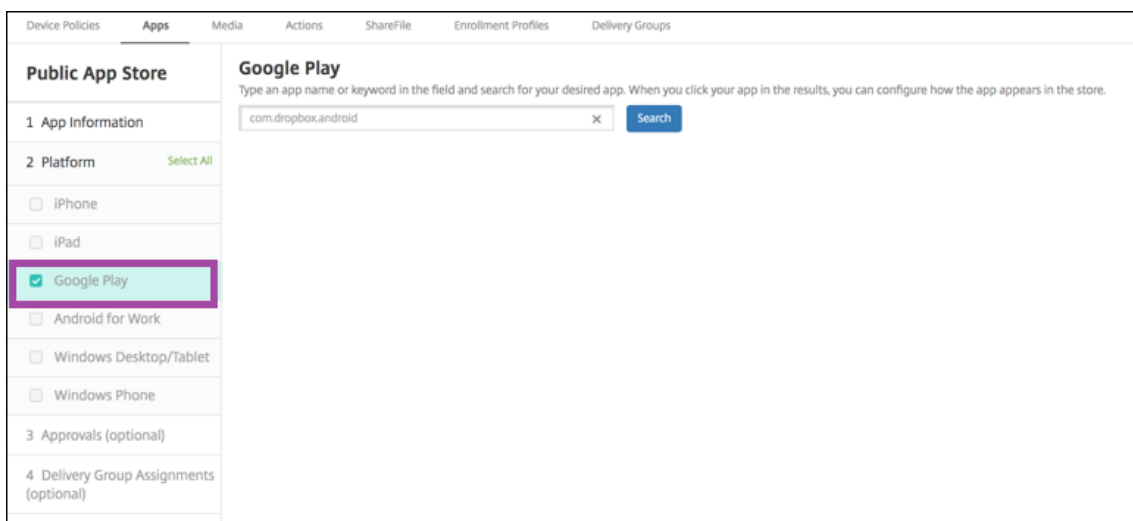 Device Policies Apps Media Actions ShareFile Enrollment Profiles Delivery Groups
Public App Store
1 App Information
2 Platform Select All
iPhone
iPad
Google Play
Android for Work
Windows Desktop/Tablet
Windows Phone
3 Approvals (optional)
4 Delivery Group Assignments
(optional)
Google Play
Type an app name or keyword in the field and search for your desired app. When you click your app in the results, you can configure how the app appears in the store.
com.dropbox.android Search